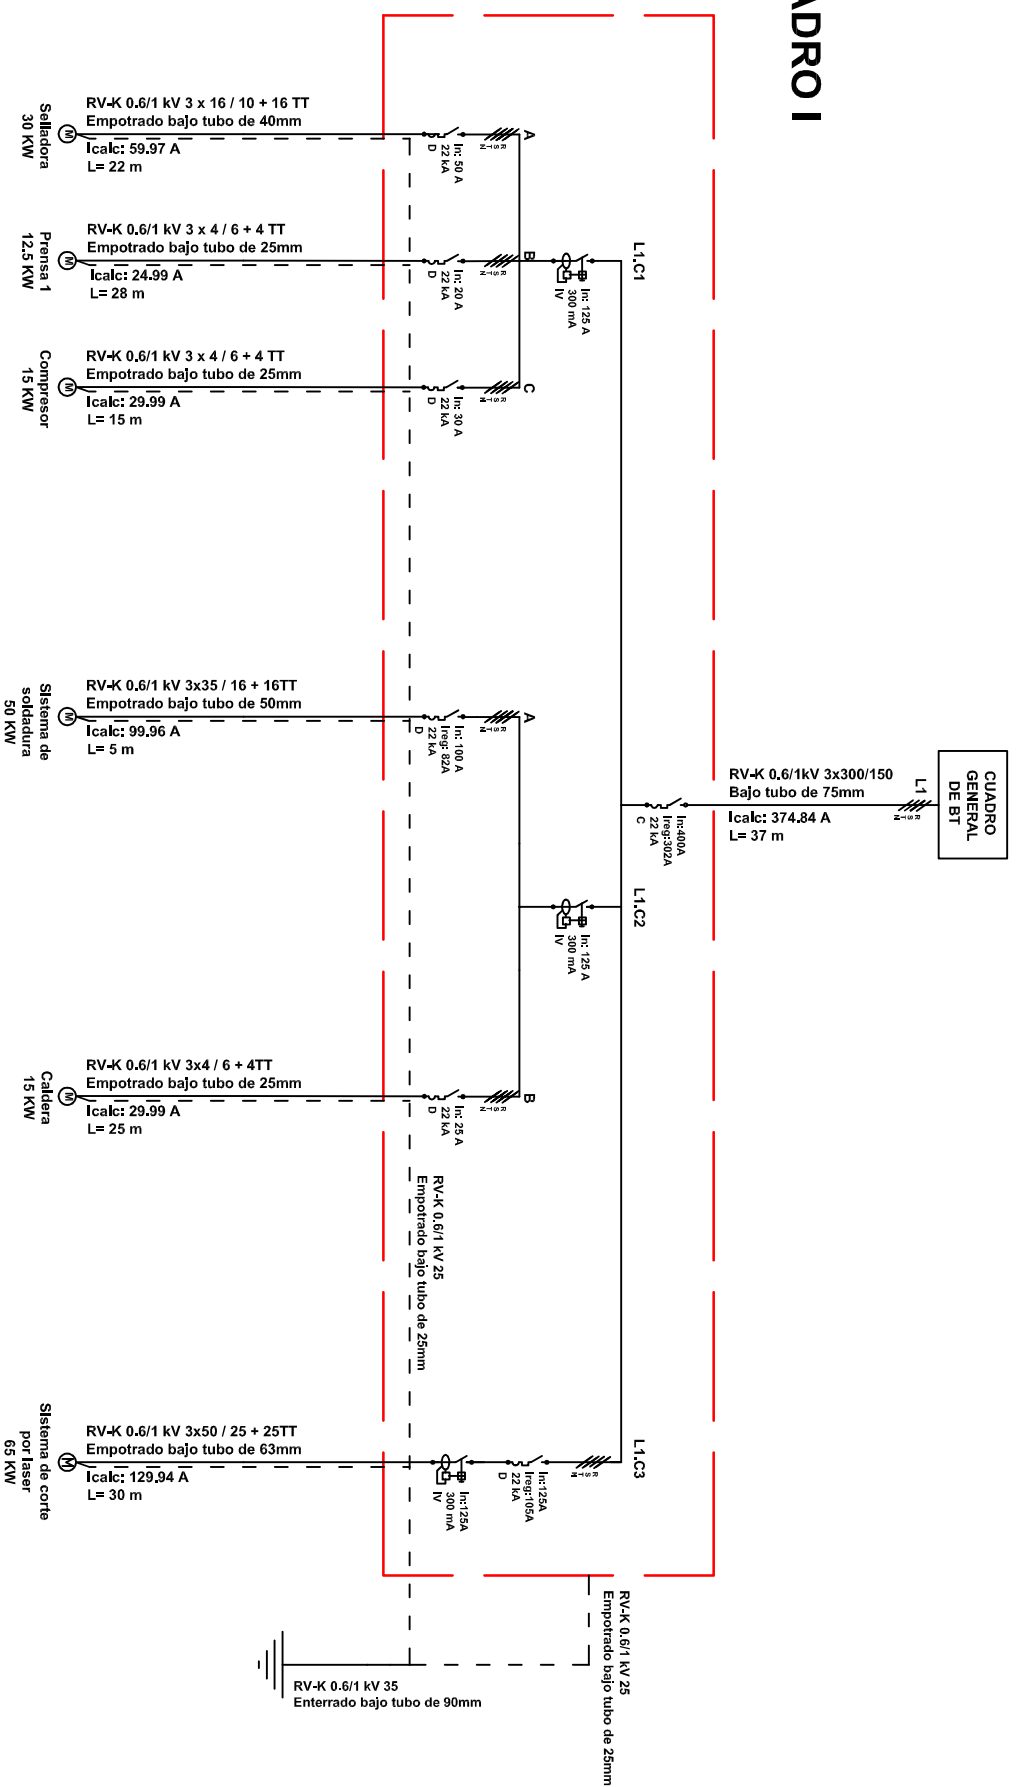 ADRO I
CUADRO
GENERAL
DE BT
L1
R
S
T
N
RV-K 0.6/1kV 3x300/150
Bajo tubo de 75mm
Icalc: 374.84 A
L= 37 m
In:400A
Ireg:302A
22 kA
C
L1.C1
In: 125 A
300 mA
IV
A
R
S
T
N
In: 50 A
22 kA
D
RV-K 0.6/1 kV 3 x 16 / 10 + 16 TT
Empotrado bajo tubo de 40mm
Icalc: 59.97 A
L= 22 m
M
Selladora
30 KW
B
R
S
T
N
In: 20 A
22 kA
D
RV-K 0.6/1 kV 3 x 4 / 6 + 4 TT
Empotrado bajo tubo de 25mm
Icalc: 24.99 A
L= 28 m
M
Prensa 1
12.5 KW
C
R
S
T
N
In: 30 A
22 kA
D
RV-K 0.6/1 kV 3 x 4 / 6 + 4 TT
Empotrado bajo tubo de 25mm
Icalc: 29.99 A
L= 15 m
M
Compresor
15 KW
L1.C2
In: 125 A
300 mA
IV
A
R
S
T
N
In: 100 A
Ireg: 82A
22 kA
D
RV-K 0.6/1 kV 3x35 / 16 + 16TT
Empotrado bajo tubo de 50mm
Icalc: 99.96 A
L= 5 m
M
Sistema de
soldadura
50 KW
B
R
S
T
N
In: 25 A
22 kA
D
RV-K 0.6/1 kV 3x4 / 6 + 4TT
Empotrado bajo tubo de 25mm
Icalc: 29.99 A
L= 25 m
M
Caldera
15 KW
RV-K 0.6/1 kV 25
Empotrado bajo tubo de 25mm
L1.C3
R
S
T
N
In:125A
Ireg:105A
22 kA
D
In:125A
300 mA
IV
RV-K 0.6/1 kV 3x50 / 25 + 25TT
Empotrado bajo tubo de 63mm
Icalc: 129.94 A
L= 30 m
M
Sistema de corte
por laser
65 KW
RV-K 0.6/1 kV 25
Empotrado bajo tubo de 25mm
RV-K 0.6/1 kV 35
Enterrado bajo tubo de 90mm